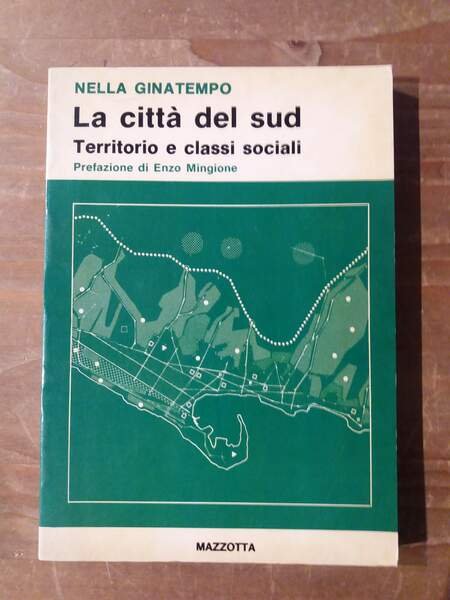 NELLA GINATEMPO
La città del sud
Territorio e classi sociali
Prefazione di Enzo Mingione
MAZZOTTA